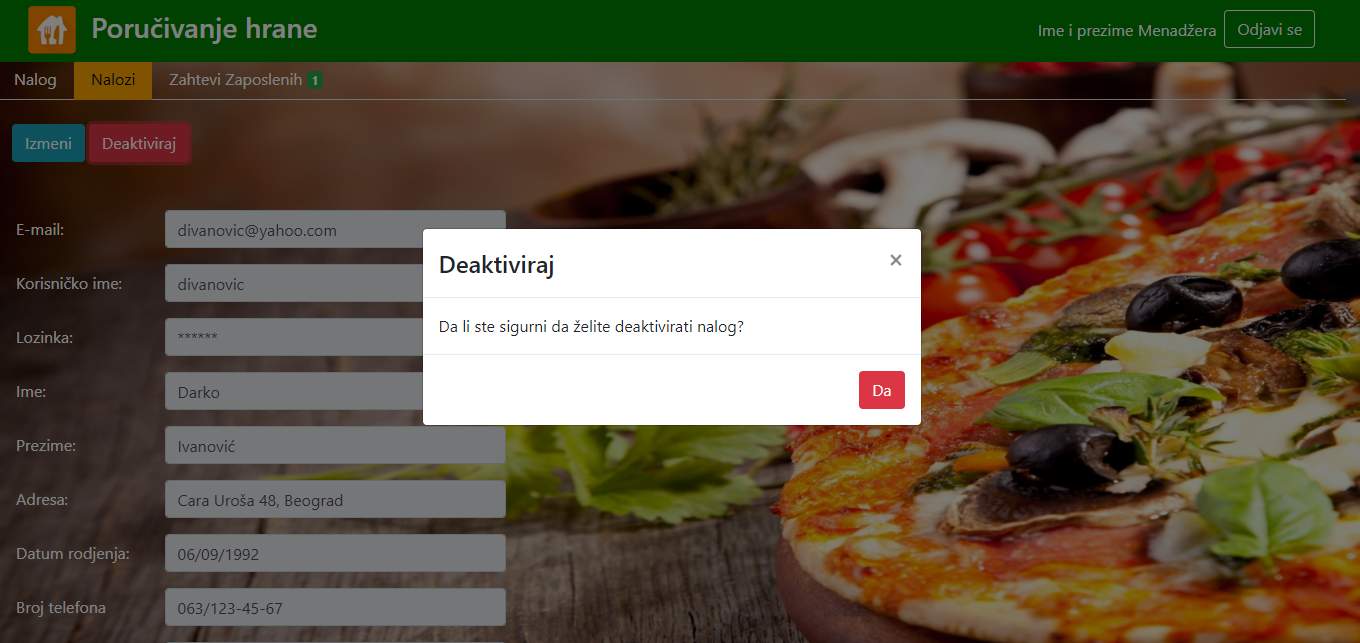 Poručivanje hrane
Ime i prezime Menadžera
Odjavi se
Nalog
Nalozi
Zahtevi Zaposlenih 1
Izmeni
Deaktiviraj
E-mail: divanovic@yahoo.com
Korisničko ime: divanovic
Lozinka: ******
Ime: Darko
Prezime: Ivanović
Adresa: Cara Uroša 48, Beograd
Datum rodjenja: 06/09/1992
Broj telefona 063/123-45-67
Deaktiviraj ×
Da li ste sigurni da želite deaktivirati nalog?
Da